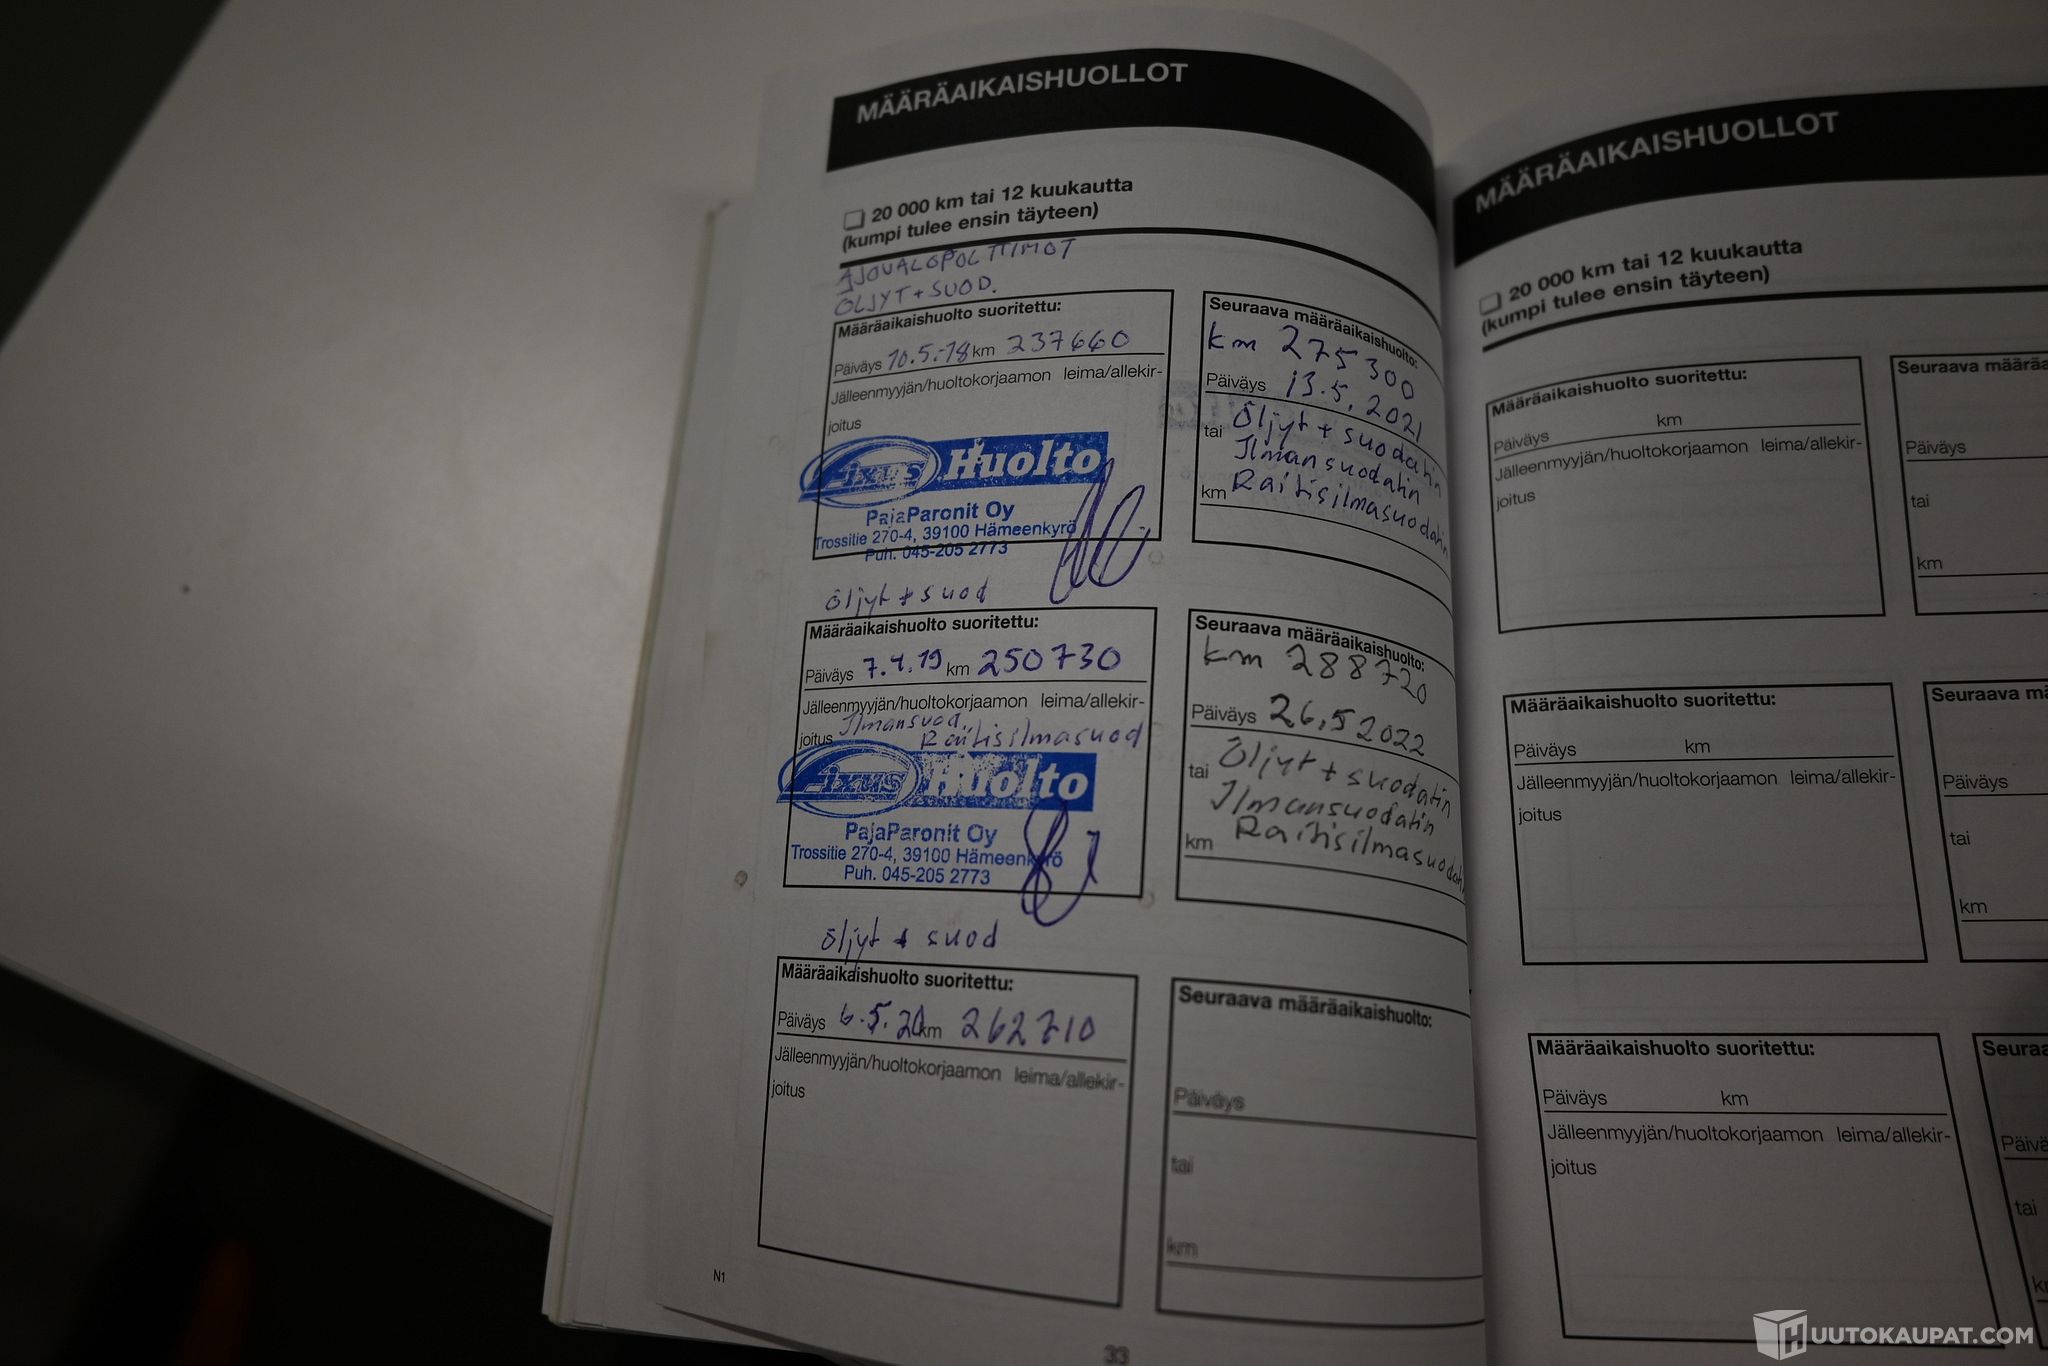 MÄÄRÄAIKAISHUOLLOT
20 000 km tai 12 kuukautta
(kumpi tulee ensin täyteen)
AJOVALOPOLTTIMOT
ÖLJYT + SUOD.
Määräaikaishuolto suoritettu:
Päiväys 10.5.-18 km 237660
Jälleenmyyjän/huoltokorjaamon leima/allekir-
joitus
Fixus Huolto
PajaParonit Oy
Trossitie 270-4, 39100 Hämeenkyrö
Puh. 045-205 2773
Seuraava määräaikaishuolto:
km 275300
Päiväys 13.5.2021
tai Öljyt + suodatin
Ilmansuodatin
km Raitisilmasuodatin
öljyt + suod
Määräaikaishuolto suoritettu:
Päiväys 7.4.19 km 250730
Jälleenmyyjän/huoltokorjaamon leima/allekir-
joitus Ilmansuod,
Raitisilmasuod
Fixus Huolto
PajaParonit Oy
Trossitie 270-4, 39100 Hämeenkyrö
Puh. 045-205 2773
Seuraava määräaikaishuolto:
km 288720
Päiväys 26,5 2022
tai Öljyt + suodatin
Ilmansuodatin
Raitisilmasuodatin
km
öljyt + suod
Määräaikaishuolto suoritettu:
Päiväys 6.5.20 km 262710
Jälleenmyyjän/huoltokorjaamon leima/allekir-
joitus
Seuraava määräaikaishuolto:
Päiväys
tai
km
N1
33
MÄÄRÄAIKAISHUOLLOT
20 000 km tai 12 kuukautta
(kumpi tulee ensin täyteen)
Määräaikaishuolto suoritettu:
Päiväys km
Jälleenmyyjän/huoltokorjaamon leima/allekir-
joitus
Seuraava määräa
Päiväys
tai
km
Määräaikaishuolto suoritettu:
Päiväys km
Jälleenmyyjän/huoltokorjaamon leima/allekir-
joitus
Seuraava mä
Päiväys
tai
km
Määräaikaishuolto suoritettu:
Päiväys km
Jälleenmyyjän/huoltokorjaamon leima/allekir-
joitus
Seuraa
Päivä
tai
k
HUUTOKAUPAT.COM